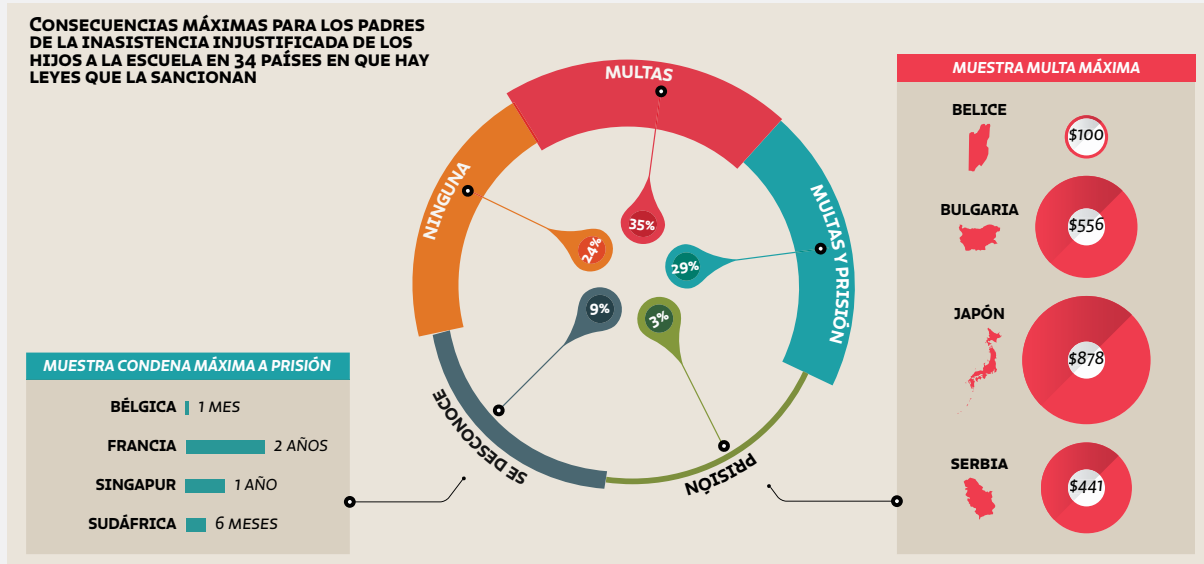 CONSECUENCIAS MÁXIMAS PARA LOS PADRES
DE LA INASISTENCIA INJUSTIFICADA DE LOS
HIJOS A LA ESCUELA EN 34 PAÍSES EN QUE HAY
LEYES QUE LA SANCIONAN
MULTAS
35%
MULTAS Y PRISIÓN
29%
PRISIÓN
3%
SE DESCONOCE
9%
NINGUNA
24%
MUESTRA CONDENA MÁXIMA A PRISIÓN
BÉLGICA 1 MES
FRANCIA 2 AÑOS
SINGAPUR 1 AÑO
SUDÁFRICA 6 MESES
MUESTRA MULTA MÁXIMA
BELICE
$100
BULGARIA
$556
JAPÓN
$878
SERBIA
$441